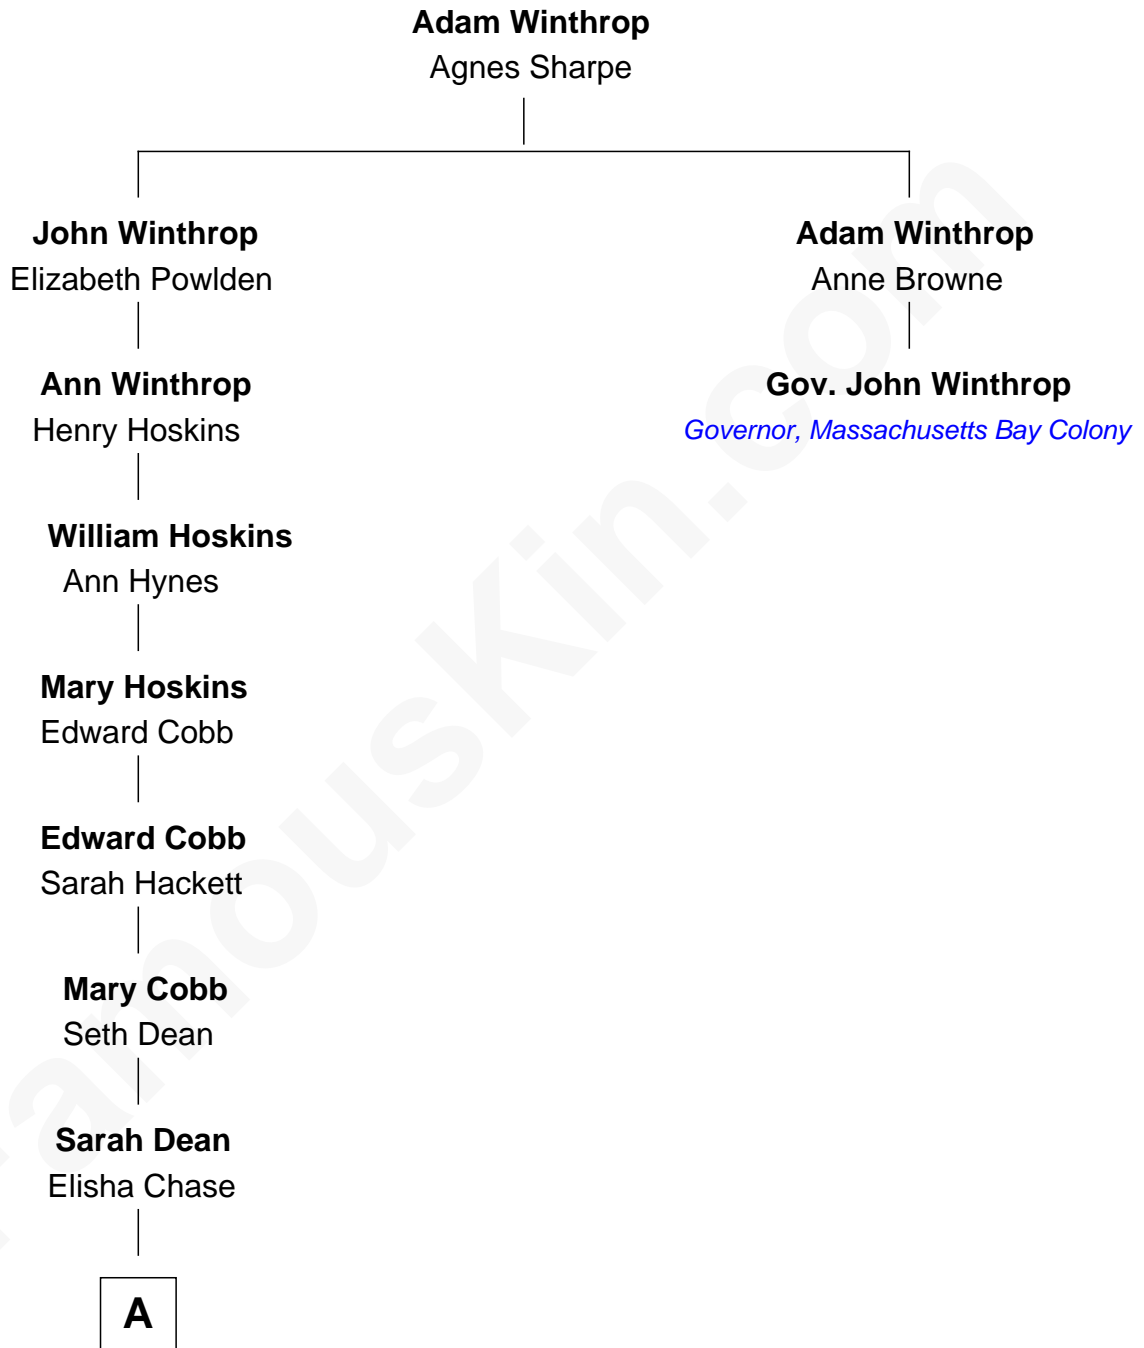 Adam Winthrop
Agnes Sharpe
John Winthrop
Elizabeth Powlden
Adam Winthrop
Anne Browne
Ann Winthrop
Henry Hoskins
Gov. John Winthrop
Governor, Massachusetts Bay Colony
William Hoskins
Ann Hynes
Mary Hoskins
Edward Cobb
Edward Cobb
Sarah Hackett
Mary Cobb
Seth Dean
Sarah Dean
Elisha Chase
A
FamousKin.com